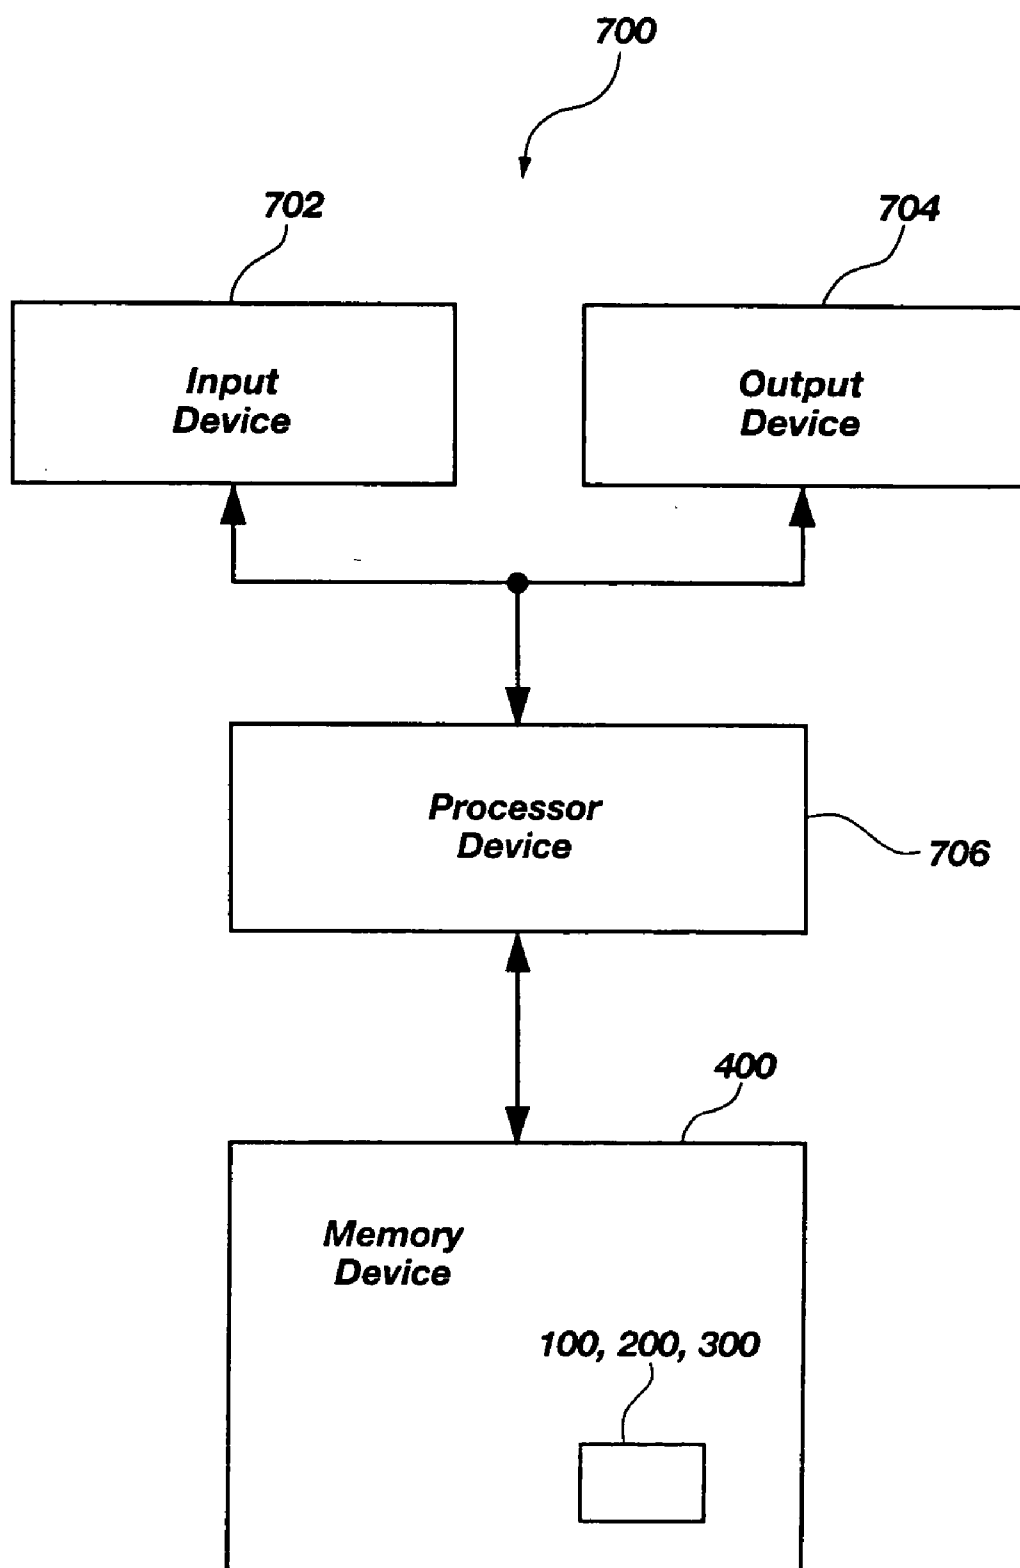 700
702
704
Input
Device
Output
Device
Processor
Device
706
400
Memory
Device
100, 200, 300